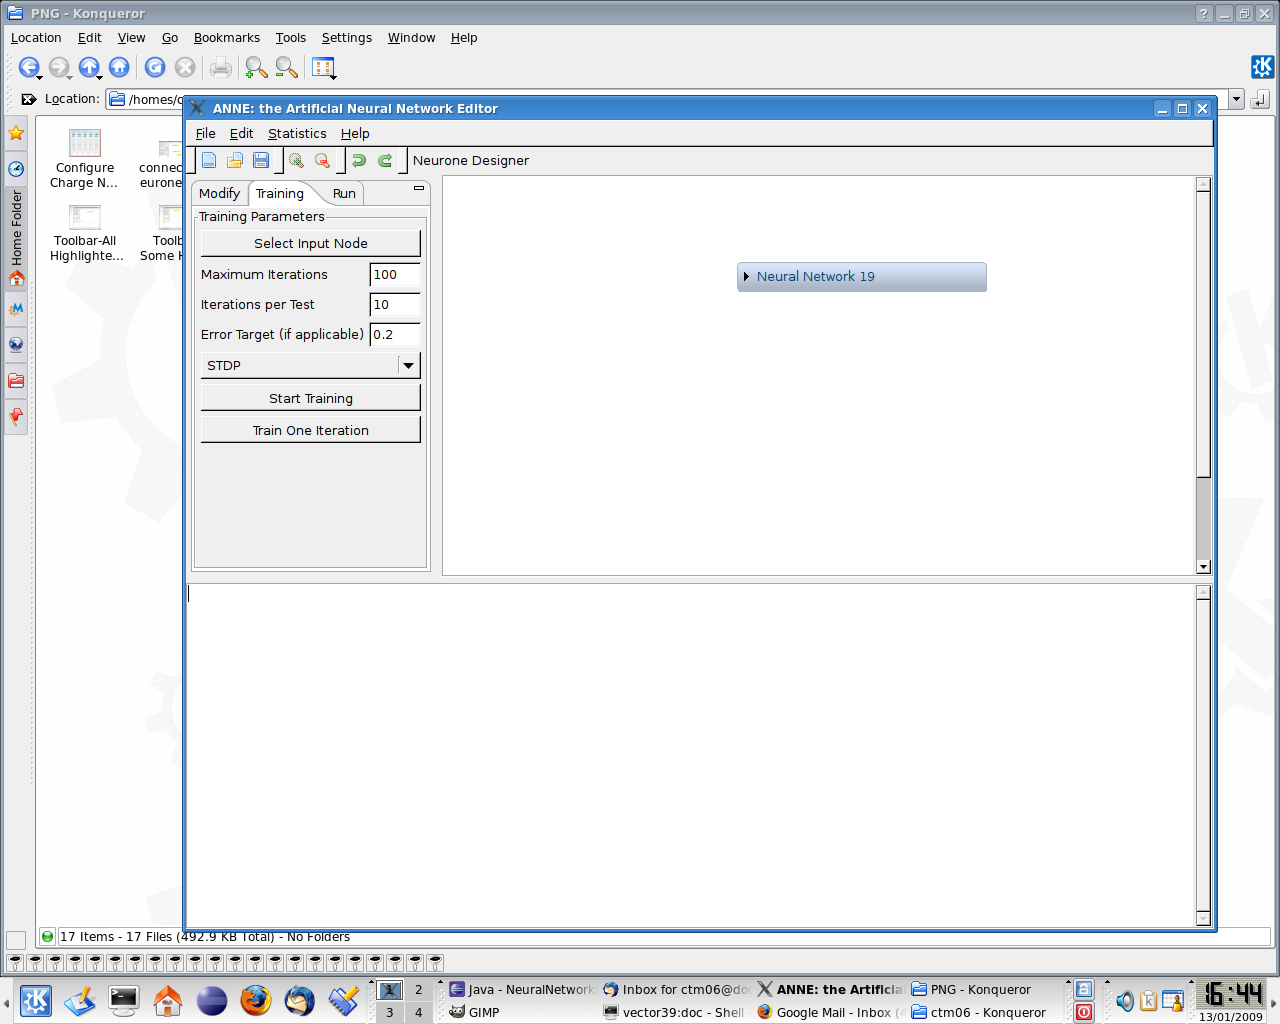 PNG - Konqueror
Location Edit View Go Bookmarks Tools Settings Window Help
Location: /homes/c
Home Folder
Configure
Charge N...
connec
eurone
Toolbar-All
Highlighte...
Toolb
Some H
ANNE: the Artificial Neural Network Editor
File Edit Statistics Help
Neurone Designer
Modify Training Run
Training Parameters
Select Input Node
Maximum Iterations 100
Iterations per Test 10
Error Target (if applicable) 0.2
STDP
Start Training
Train One Iteration
Neural Network 19
17 Items - 17 Files (492.9 KB Total) - No Folders
2
3 4
Java - NeuralNetwork
Inbox for ctm06@do
ANNE: the Artificia
PNG - Konqueror
GIMP
vector39:doc - Shell
Google Mail - Inbox (
ctm06 - Konqueror
16:44
13/01/2009